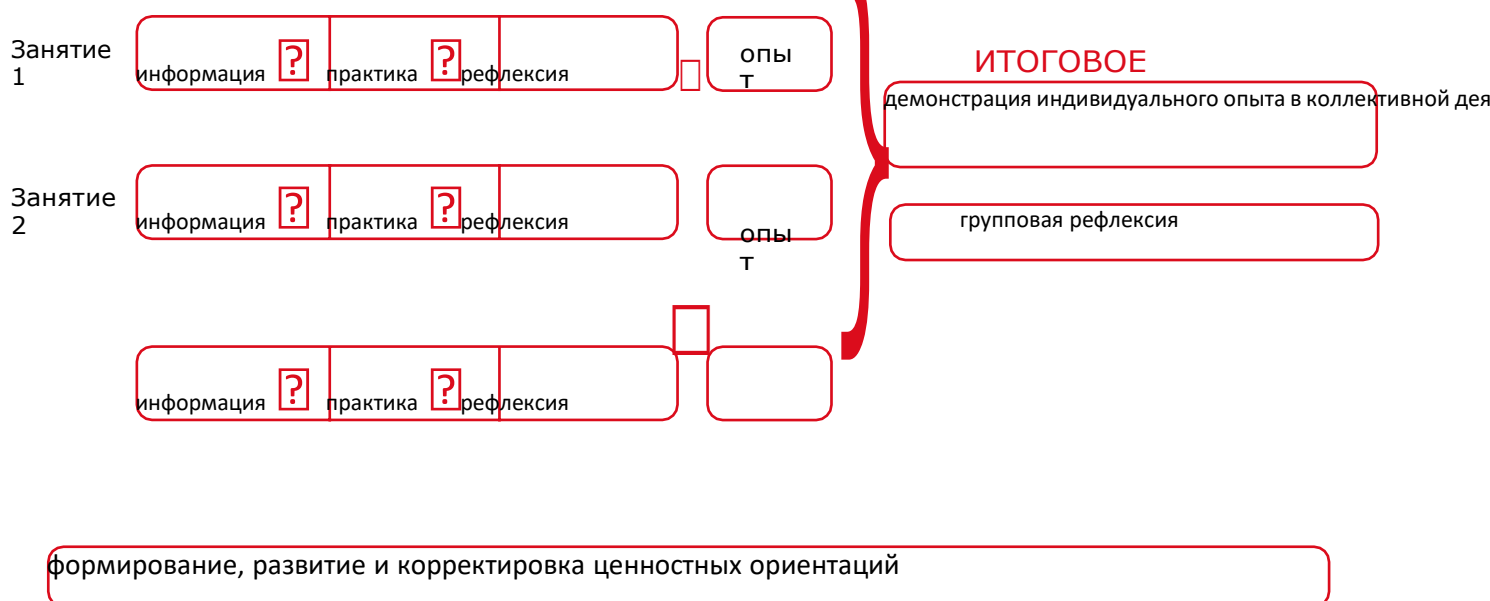 Занятие
1
информация ? практика ? рефлексия
опы
т
ИТОГОВОЕ
демонстрация индивидуального опыта в коллективной дея
Занятие
2
информация ? практика ? рефлексия
опы
т
групповая рефлексия
информация ? практика ? рефлексия
формирование, развитие и корректировка ценностных ориентаций